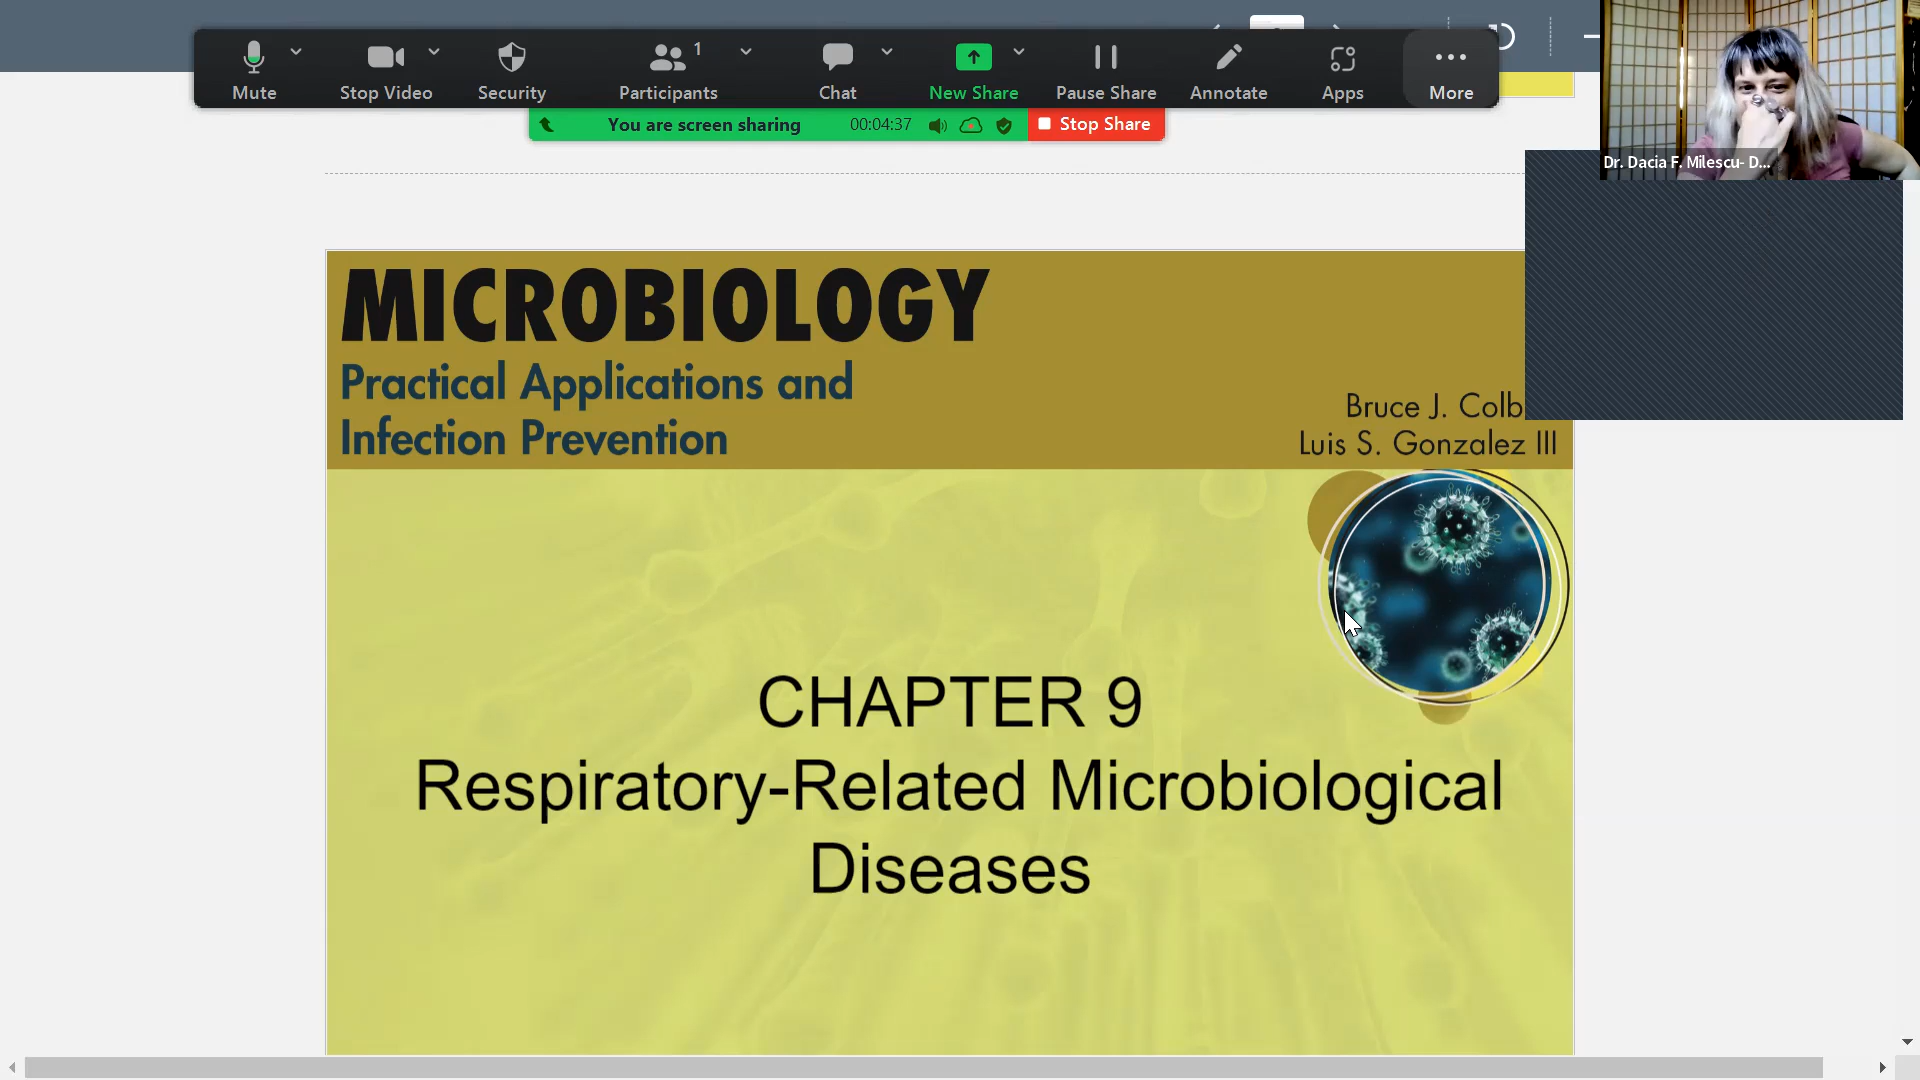 1
Mute
Stop Video
Security
Participants
Chat
New Share
Pause Share
Annotate
Apps
More
You are screen sharing
00:04:37
Stop Share
Dr. Dacia F. Milescu- D...
MICROBIOLOGY
Practical Applications and
Infection Prevention
Bruce J. Colb
Luis S. Gonzalez III
CHAPTER 9
Respiratory-Related Microbiological
Diseases